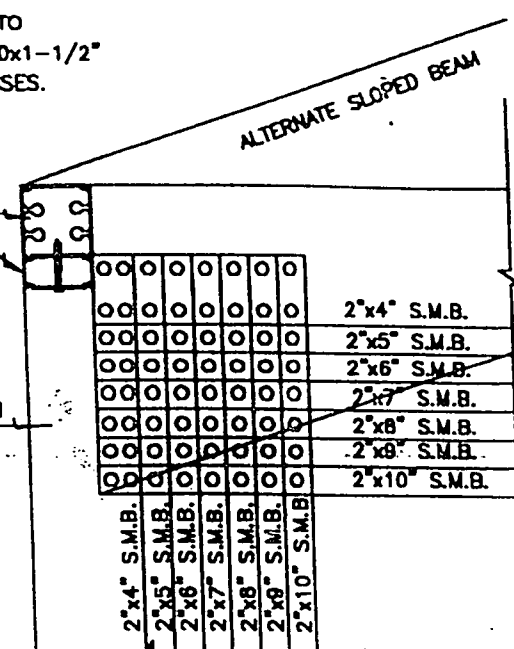 TO
0x1-1/2"
SES.
ALTERNATE SLOPED BEAM
2"x4" S.M.B.
2"x5" S.M.B.
2"x6" S.M.B.
2"x7" S.M.B.
2"x8" S.M.B.
2"x9" S.M.B.
2"x10" S.M.B.
2"x4" S.M.B.
2"x5" S.M.B.
2"x6" S.M.B.
2"x7" S.M.B.
2"x8" S.M.B.
2"x9" S.M.B.
2"x10" S.M.B